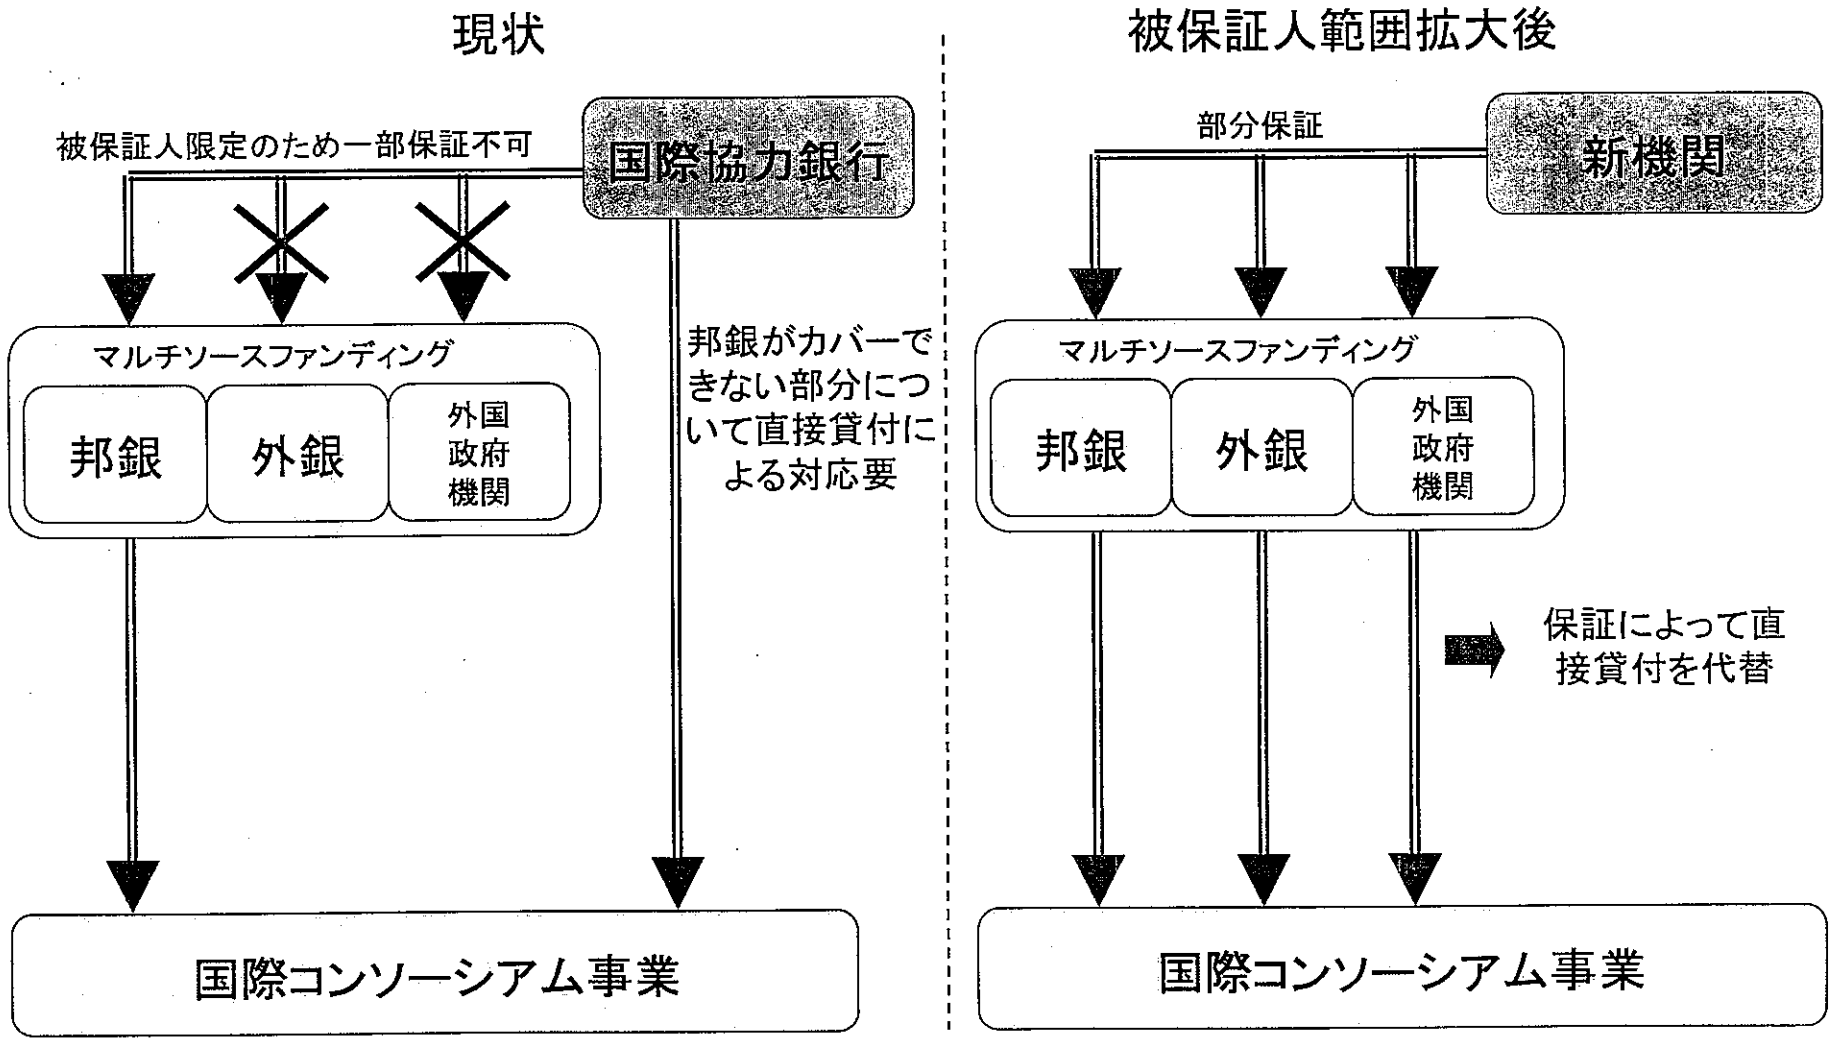 現状
被保証人限定のため一部保証不可
国際協力銀行
マルチソースファンディング
邦銀
外銀
外国
政府
機関
邦銀がカバーで
きない部分につ
いて直接貸付に
よる対応要
国際コンソーシアム事業
被保証人範囲拡大後
部分保証
新機関
マルチソースファンディング
邦銀
外銀
外国
政府
機関
保証によって直
接貸付を代替
国際コンソーシアム事業